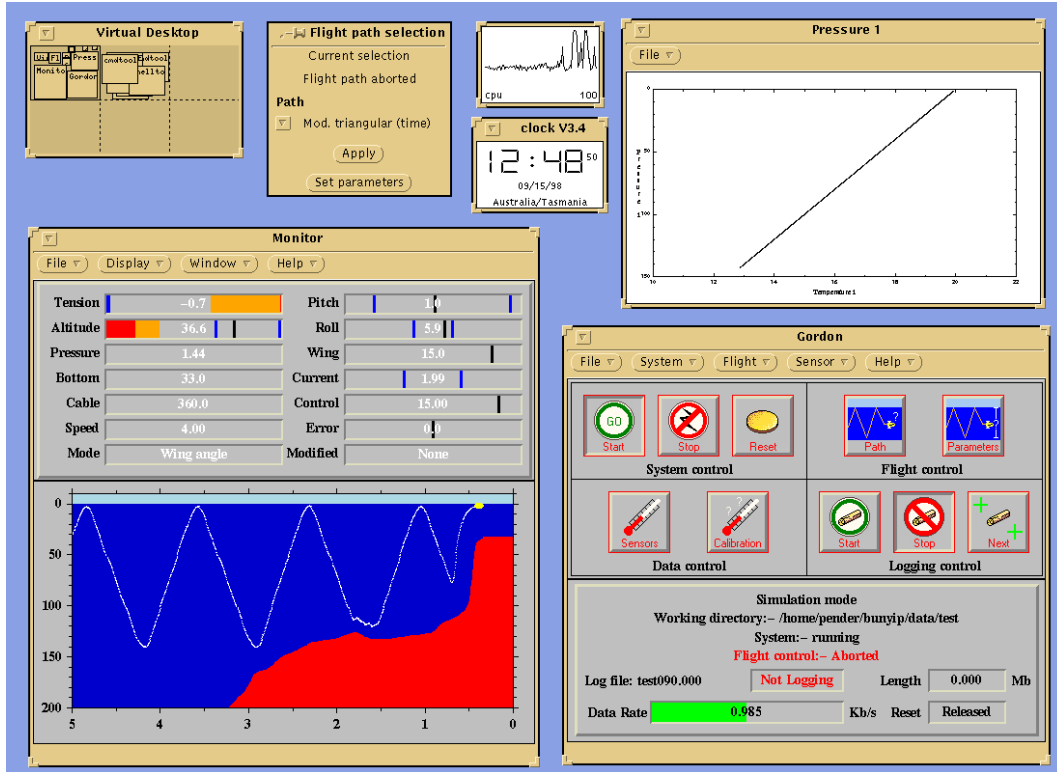 Virtual Desktop
Press
cmdtool
Monito
Gordor
Flight path selection
Current selection
Flight path aborted
Path
Mod. triangular (time)
Apply
Set parameters
cpu 100
clock V3.4
12:48 50
09/15/98
Australia/Tasmania
Pressure 1
File
0
50
100
150
Pressure 1
10 12 14 16 18 20 22
Temperature 1
Monitor
File Display Window Help
Tension -0.7 Pitch 1.0
Altitude 36.6 Roll 5.9
Pressure 1.44 Wing 15.0
Bottom 33.0 Current 1.99
Cable 360.0 Control 15.00
Speed 4.00 Error 0.0
Mode Wing angle Modified None
0
50
100
150
200
5 4 3 2 1 0
Gordon
File System Flight Sensor Help
GO
Start Stop Reset
Path Parameters
System control Flight control
Sensors Calibration
Start Stop Next
Data control Logging control
Simulation mode
Working directory:- /home/pender/bunyip/data/test
System:- running
Flight control:- Aborted
Log file: test090.000 Not Logging Length 0.000 Mb
Data Rate 0.985 Kb/s Reset Released